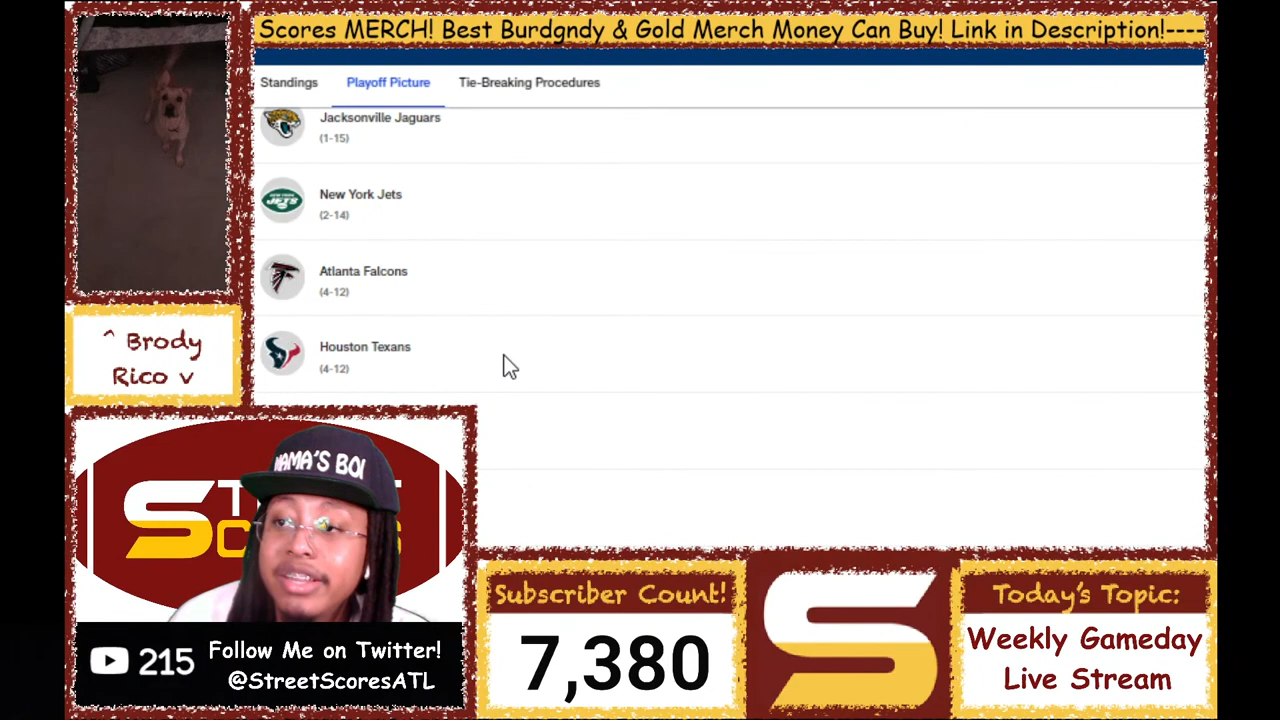 Scores MERCH! Best Burdgndy & Gold Merch Money Can Buy! Link in Description!----
Standings
Playoff Picture
Tie-Breaking Procedures
Jacksonville Jaguars
(1-15)
New York Jets
JETS
(2-14)
Atlanta Falcons
(4-12)
Houston Texans
(4-12)
^ Brody
Rico v
MAMA'S BOI
Subscriber Count!
7,380
Today's Topic:
Weekly Gameday
Live Stream
215
Follow Me on Twitter!
@StreetScoresATL